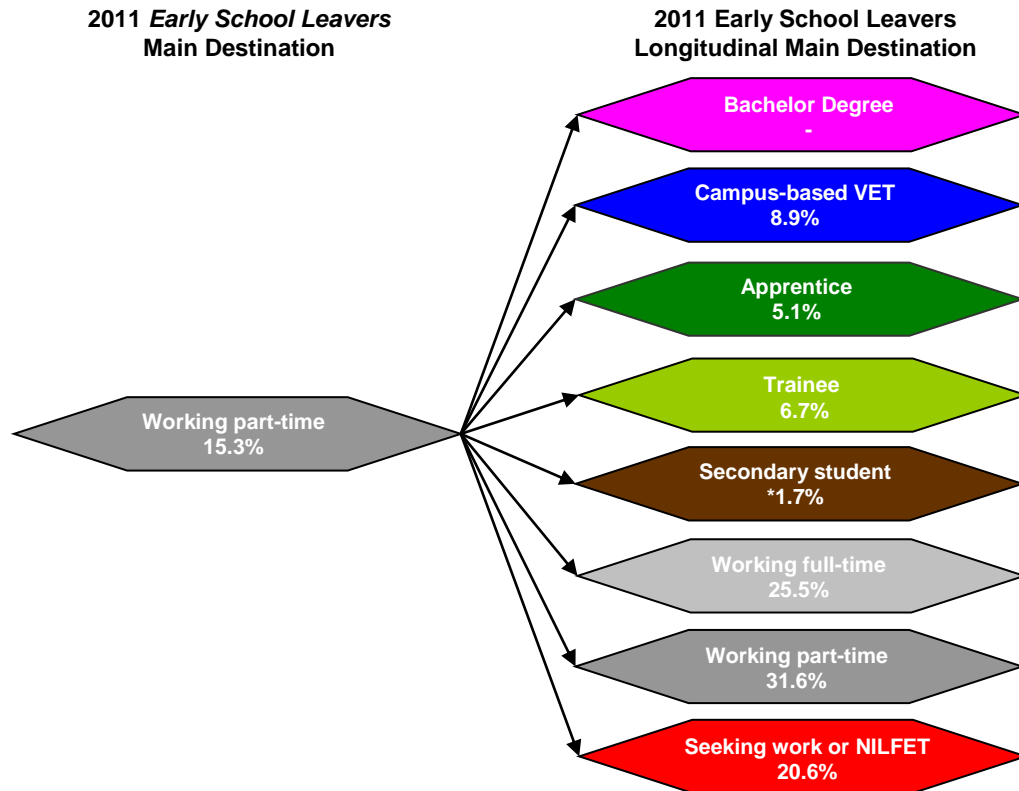 2011 Early School Leavers
Main Destination
2011 Early School Leavers
Longitudinal Main Destination
Bachelor Degree
-
Campus-based VET
8.9%
Apprentice
5.1%
Trainee
6.7%
Working part-time
15.3%
Secondary student
*1.7%
Working full-time
25.5%
Working part-time
31.6%
Seeking work or NILFET
20.6%